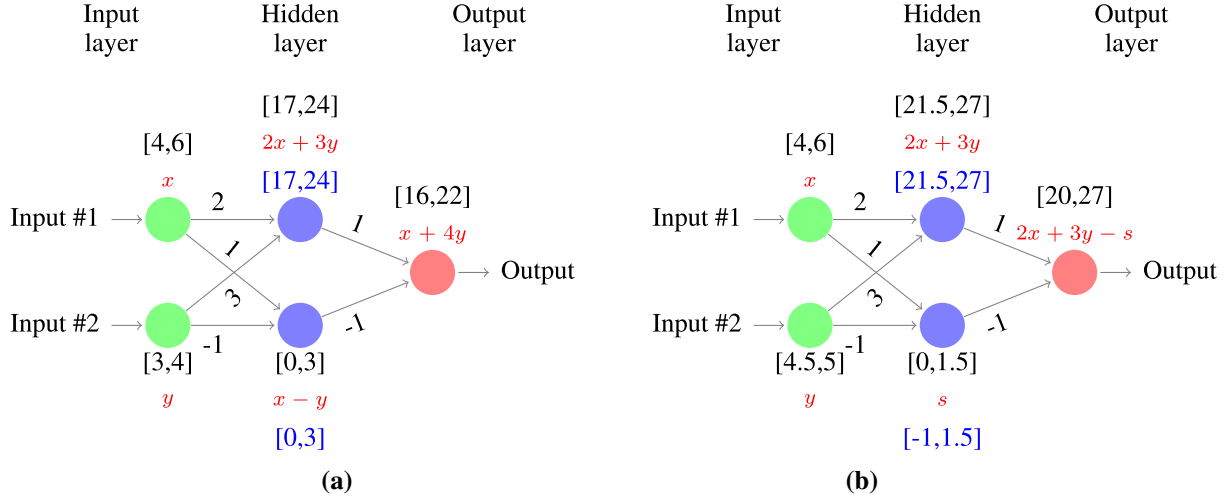 Input layer
Hidden layer
Output layer
[17,24]
[4,6]
2x + 3y
x
[17,24]
[16,22]
Input #1
2
1
x + 4y
1
Output
3
Input #2
-1
-1
[3,4]
[0,3]
y
x − y
[0,3]
(a)
Input layer
Hidden layer
Output layer
[21.5,27]
[4,6]
2x + 3y
x
[21.5,27]
[20,27]
Input #1
2
1
2x + 3y − s
1
Output
3
Input #2
-1
-1
[4.5,5]
[0,1.5]
y
s
[-1,1.5]
(b)